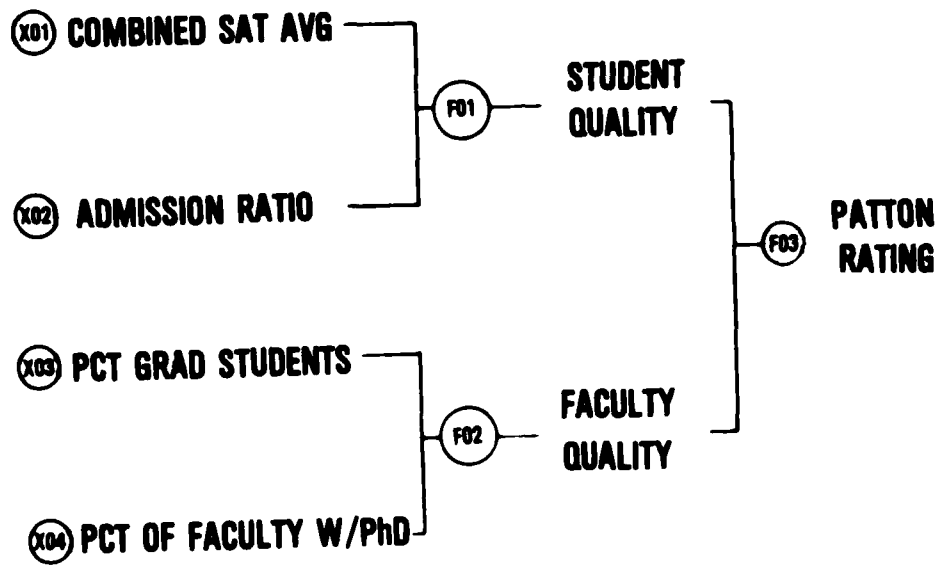 X01 COMBINED SAT AVG
F01
STUDENT
QUALITY
X02 ADMISSION RATIO
F03
PATTON
RATING
X03 PCT GRAD STUDENTS
F02
FACULTY
QUALITY
X04 PCT OF FACULTY W/PhD